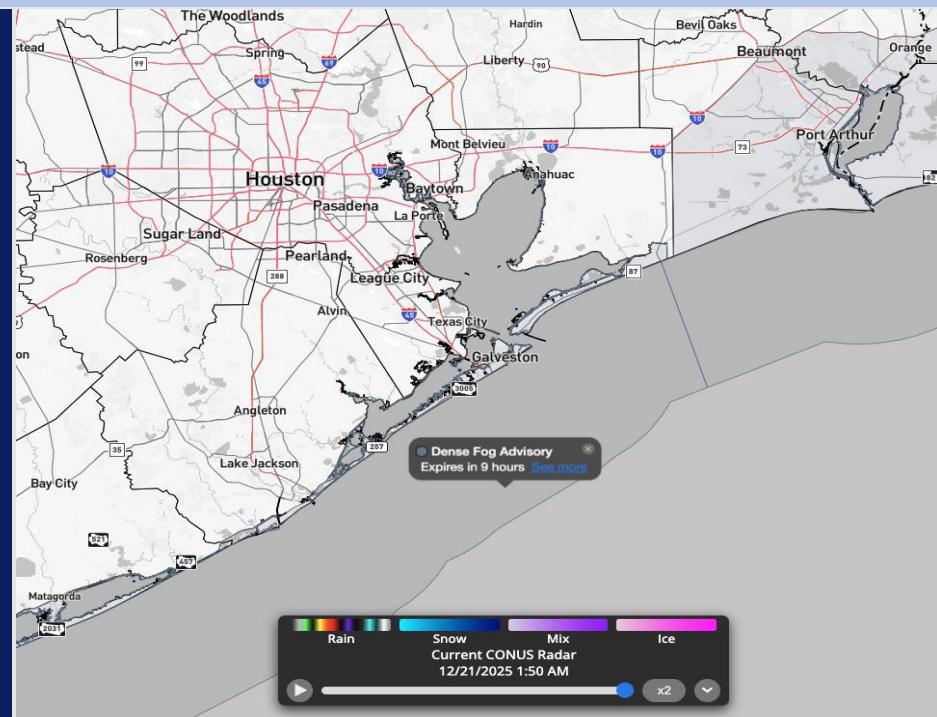 The Woodlands
Hardin
Bevil Oaks
stead
Spring
99
69
Liberty
90
Beaumont
Orange
45
10
73
Port Arthur
Mont Belvieu
10
10
82
10
Houston
10
Baytown
Anahuac
Pasadena
La Porte
Sugar Land
Rosenberg
Pearland
288
League City
87
Alvin
45
Texas City
on
Galveston
3005
Angleton
257
35
Lake Jackson
Bay City
Dense Fog Advisory
Expires in 9 hours See more
521
457
Matagorda
2031
Rain Snow Mix Ice
Current CONUS Radar
12/21/2025 1:50 AM
x2